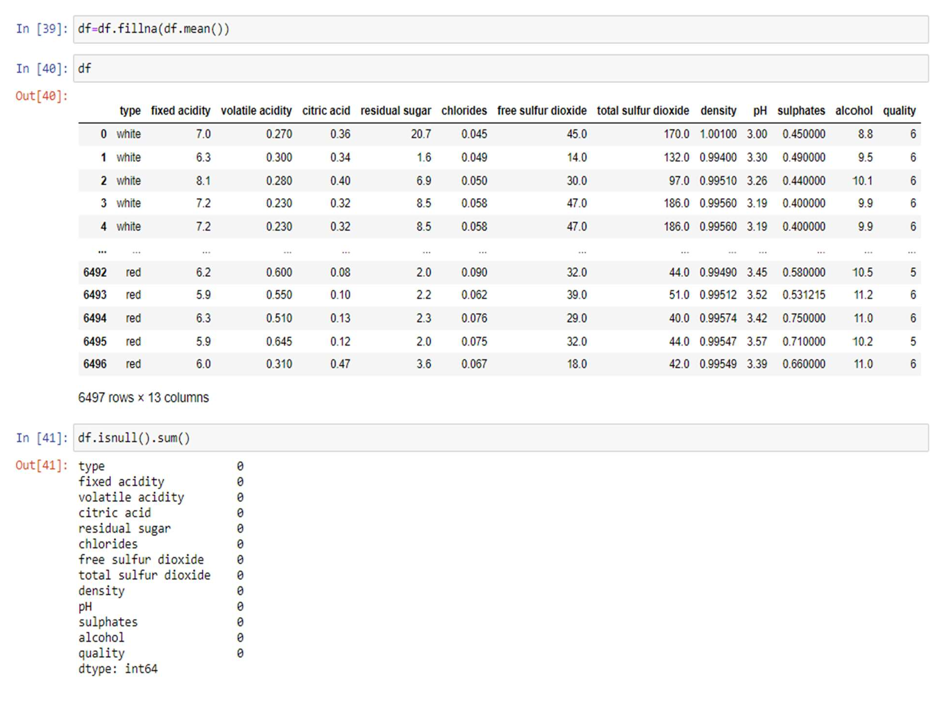 In [39]: df=df.fillna(df.mean())
In [40]: df
Out[40]:
type fixed acidity volatile acidity citric acid residual sugar chlorides free sulfur dioxide total sulfur dioxide density pH sulphates alcohol quality
0 white 7.0 0.270 0.36 20.7 0.045 45.0 170.0 1.00100 3.00 0.450000 8.8 6
1 white 6.3 0.300 0.34 1.6 0.049 14.0 132.0 0.99400 3.30 0.490000 9.5 6
2 white 8.1 0.280 0.40 6.9 0.050 30.0 97.0 0.99510 3.26 0.440000 10.1 6
3 white 7.2 0.230 0.32 8.5 0.058 47.0 186.0 0.99560 3.19 0.400000 9.9 6
4 white 7.2 0.230 0.32 8.5 0.058 47.0 186.0 0.99560 3.19 0.400000 9.9 6
... ... ... ... ... ... ... ... ... ... ... ... ... ...
6492 red 6.2 0.600 0.08 2.0 0.090 32.0 44.0 0.99490 3.45 0.580000 10.5 5
6493 red 5.9 0.550 0.10 2.2 0.062 39.0 51.0 0.99512 3.52 0.531215 11.2 6
6494 red 6.3 0.510 0.13 2.3 0.076 29.0 40.0 0.99574 3.42 0.750000 11.0 6
6495 red 5.9 0.645 0.12 2.0 0.075 32.0 44.0 0.99547 3.57 0.710000 10.2 5
6496 red 6.0 0.310 0.47 3.6 0.067 18.0 42.0 0.99549 3.39 0.660000 11.0 6
6497 rows × 13 columns
In [41]: df.isnull().sum()
Out[41]: type 0
fixed acidity 0
volatile acidity 0
citric acid 0
residual sugar 0
chlorides 0
free sulfur dioxide 0
total sulfur dioxide 0
density 0
pH 0
sulphates 0
alcohol 0
quality 0
dtype: int64